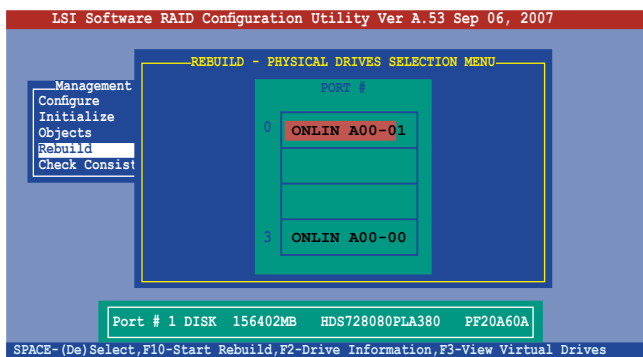 LSI Software RAID Configuration Utility Ver A.53 Sep 06, 2007
REBUILD - PHYSICAL DRIVES SELECTION MENU
Management
Configure
Initialize
Objects
Rebuild
Check Consist
PORT #
0 ONLIN A00-01
3 ONLIN A00-00
Port # 1 DISK 156402MB HDS728080PLA380 PF20A60A
SPACE-(De)Select,F10-Start Rebuild,F2-Drive Information,F3-View Virtual Drives